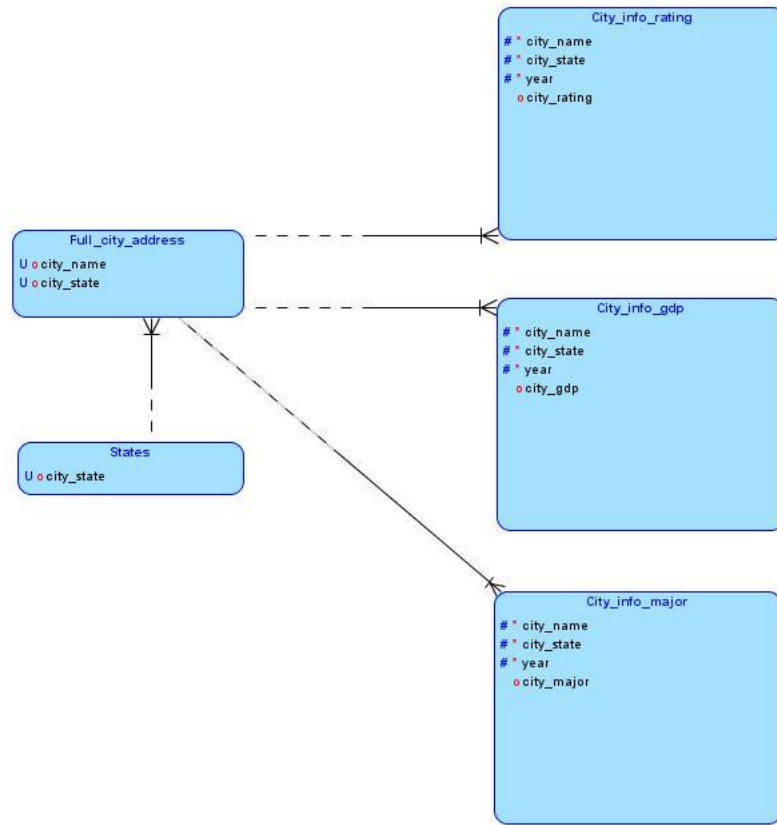 City_info_rating
# * city_name
# * city_state
# * year
o city_rating
Full_city_address
U o city_name
U o city_state
City_info_gdp
# * city_name
# * city_state
# * year
o city_gdp
States
U o city_state
City_info_major
# * city_name
# * city_state
# * year
o city_major